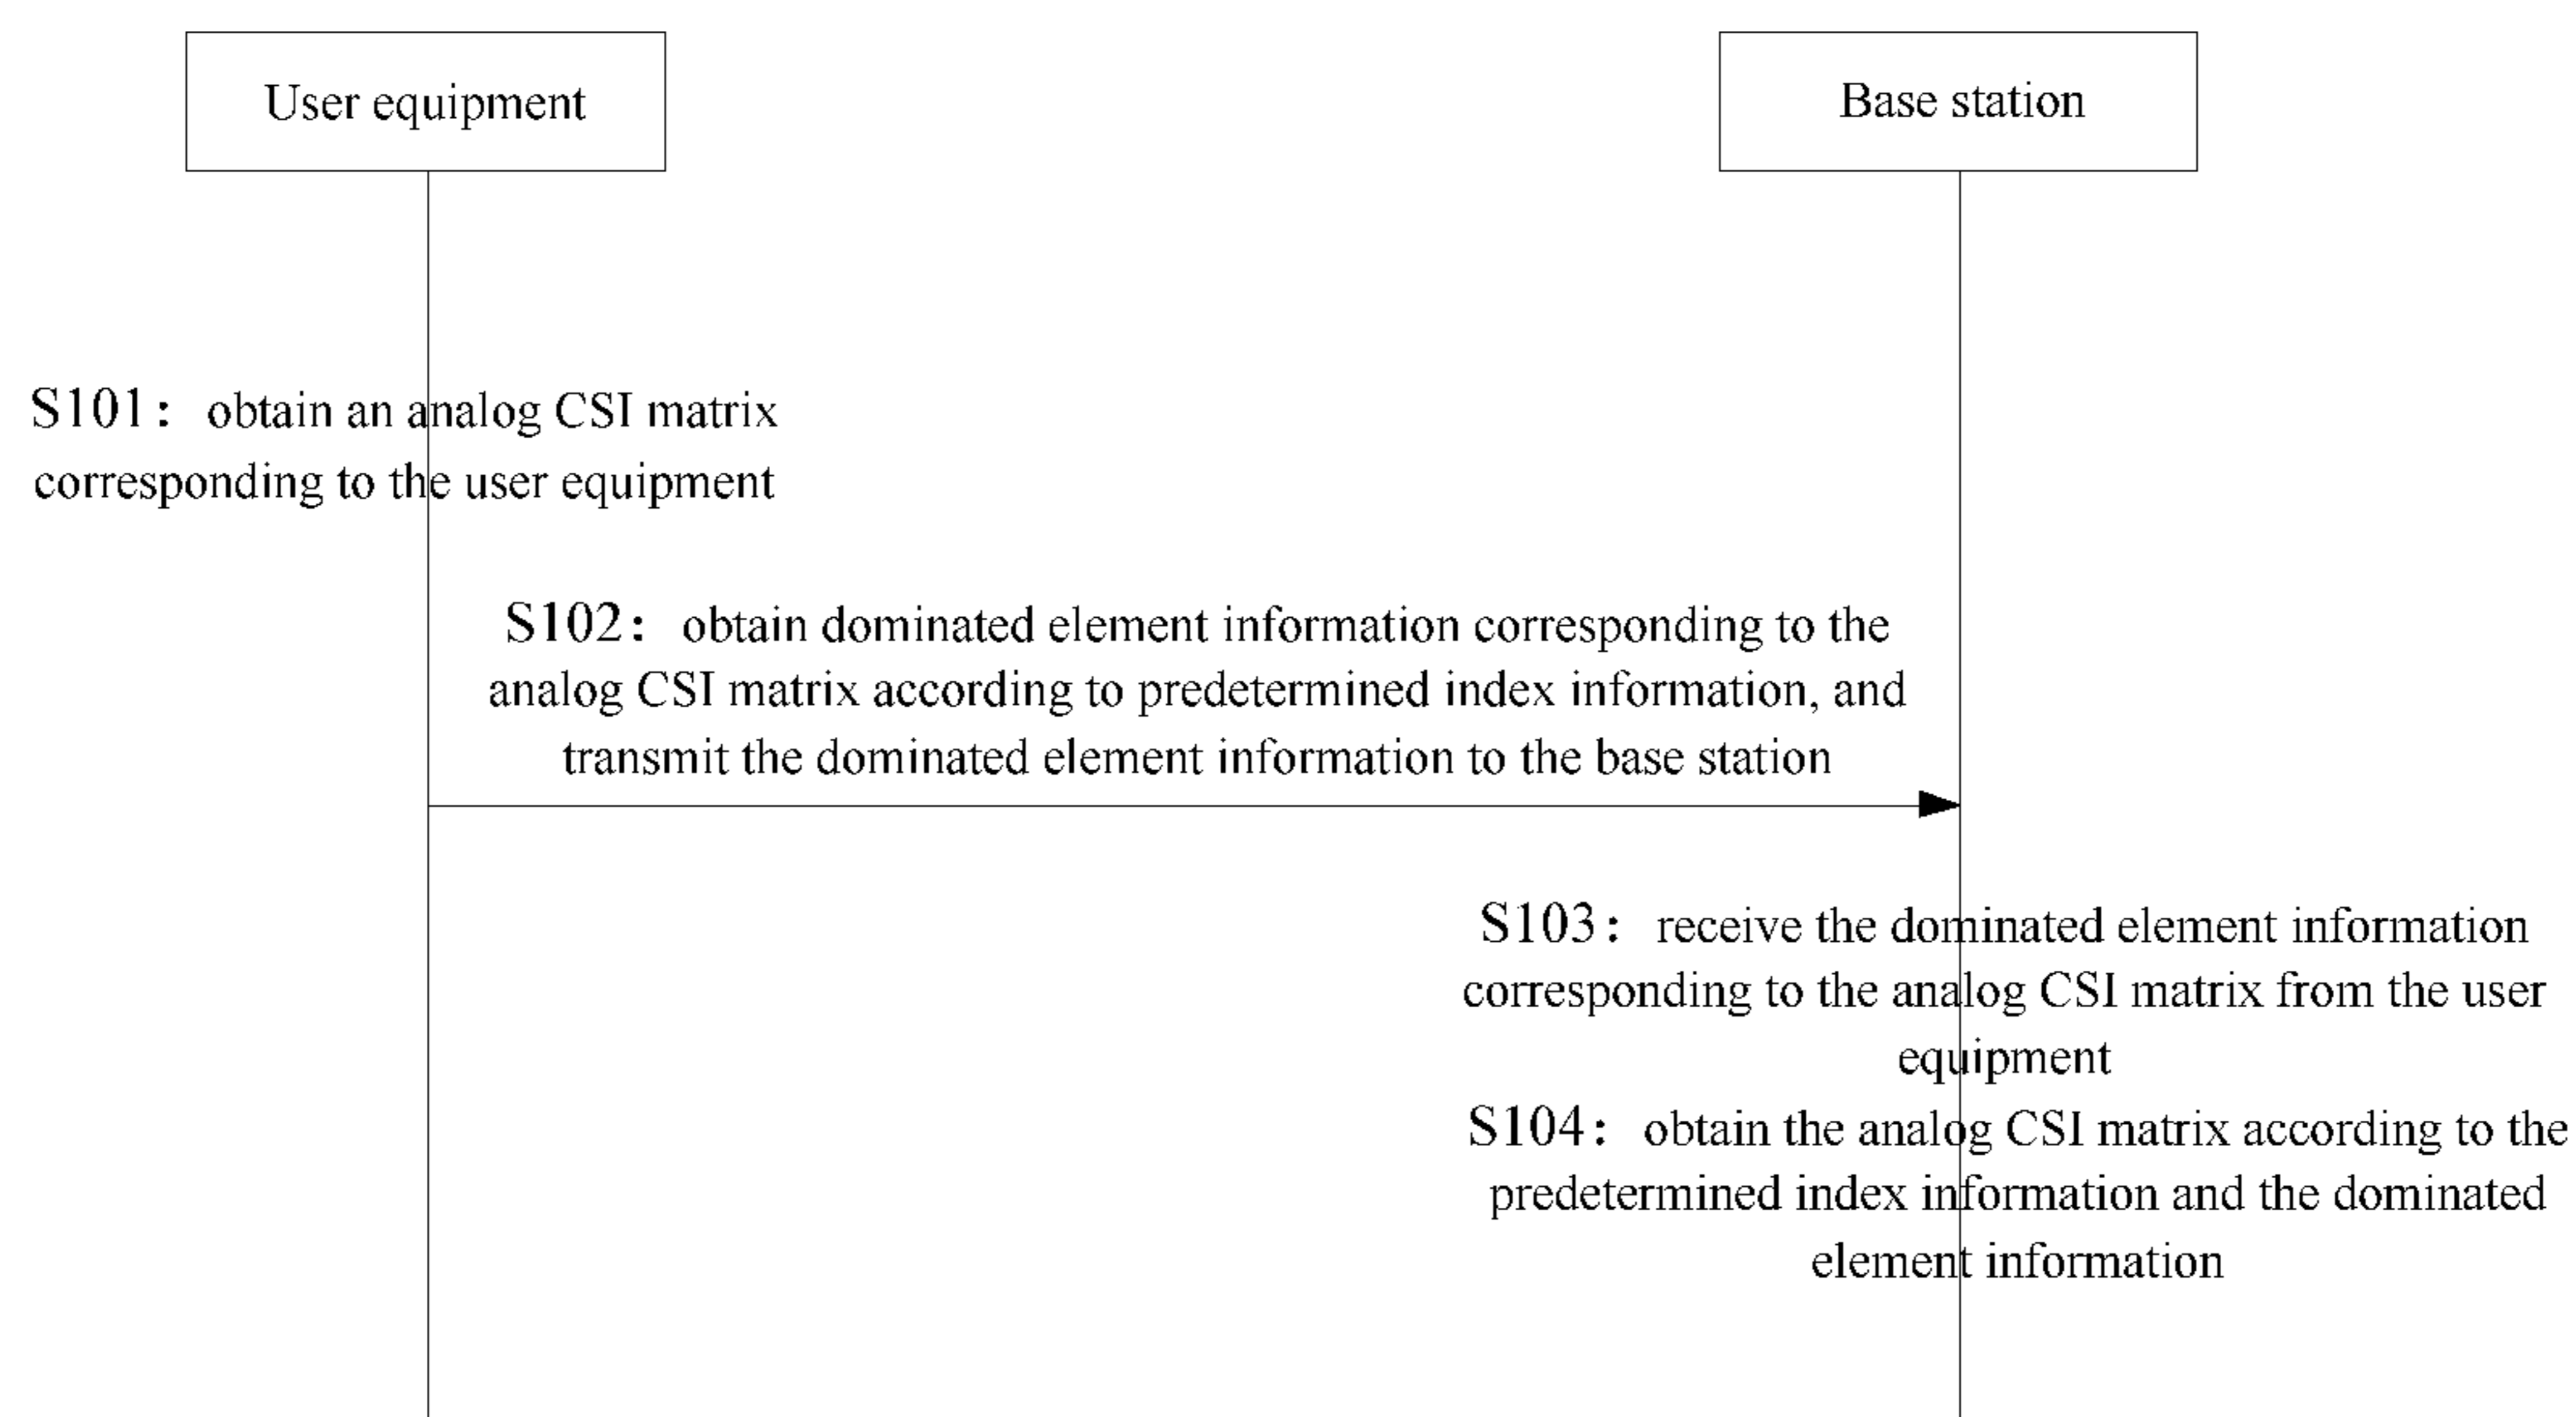 User equipment
Base station
S101: obtain an analog CSI matrix
corresponding to the user equipment
S102: obtain dominated element information corresponding to the
analog CSI matrix according to predetermined index information, and
transmit the dominated element information to the base station
S103: receive the dominated element information
corresponding to the analog CSI matrix from the user
equipment
S104: obtain the analog CSI matrix according to the
predetermined index information and the dominated
element information